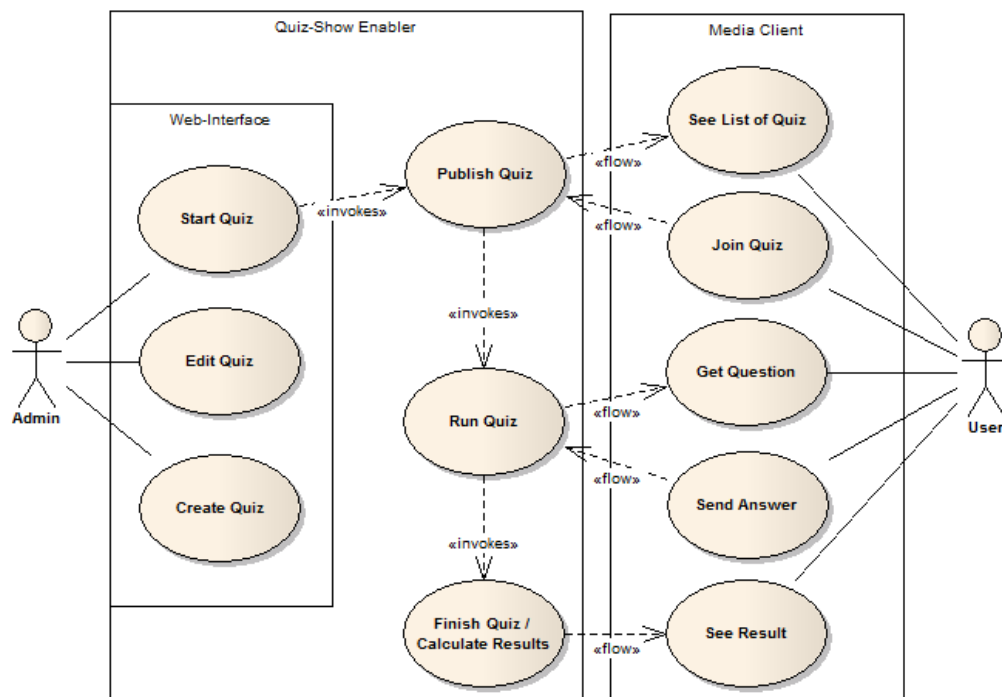 Quiz-Show Enabler
Media Client
Web-Interface
See List of Quiz
Publish Quiz
«flow»
Start Quiz
«invokes»
«flow»
Join Quiz
«invokes»
Edit Quiz
Get Question
Admin
Run Quiz
«flow»
User
«flow»
Create Quiz
Send Answer
«invokes»
Finish Quiz /
Calculate Results
See Result
«flow»